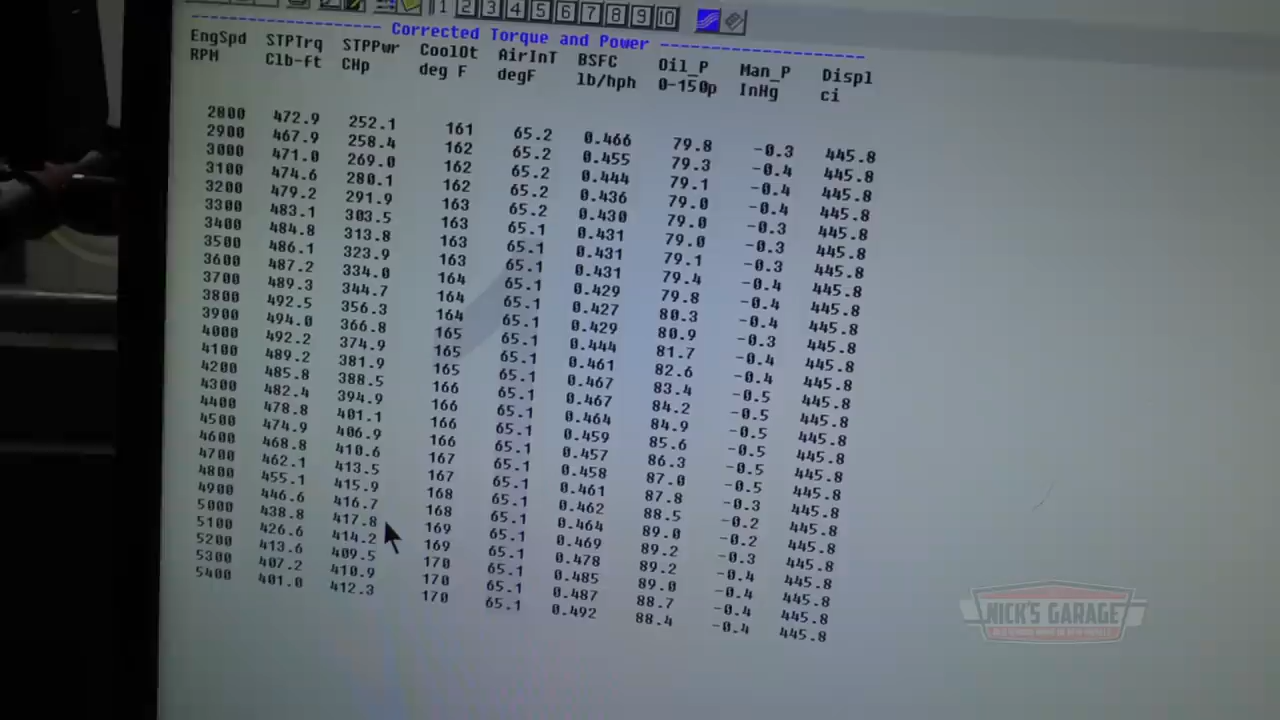 1 2 3 4 5 6 7 8 9 10
Corrected Torque and Power
EngSpd STPTrq STPPwr CoolOt AirInT BSFC Oil_P Man_P Displ
RPM Clb-ft CHp deg F degF lb/hph 0-150p InHg ci
2800 472.9 252.1 161 65.2 0.466 79.8 -0.3 445.8
2900 467.9 258.4 162 65.2 0.455 79.3 -0.4 445.8
3000 471.0 269.0 162 65.2 0.444 79.1 -0.4 445.8
3100 474.6 280.1 162 65.2 0.436 79.0 -0.4 445.8
3200 479.2 291.9 163 65.2 0.430 79.0 -0.3 445.8
3300 483.1 303.5 163 65.1 0.431 79.0 -0.3 445.8
3400 484.8 313.8 163 65.1 0.431 79.1 -0.3 445.8
3500 486.1 323.9 163 65.1 0.431 79.4 -0.4 445.8
3600 487.2 334.0 164 65.1 0.429 79.8 -0.4 445.8
3700 489.3 344.7 164 65.1 0.427 80.3 -0.4 445.8
3800 492.5 356.3 164 65.1 0.429 80.9 -0.3 445.8
3900 494.0 366.8 165 65.1 0.444 81.7 -0.4 445.8
4000 492.2 374.9 165 65.1 0.461 82.6 -0.4 445.8
4100 489.2 381.9 165 65.1 0.467 83.4 -0.5 445.8
4200 485.8 388.5 166 65.1 0.467 84.2 -0.5 445.8
4300 482.4 394.9 166 65.1 0.464 84.9 -0.5 445.8
4400 478.8 401.1 166 65.1 0.459 85.6 -0.5 445.8
4500 474.9 406.9 166 65.1 0.457 86.3 -0.5 445.8
4600 468.8 410.6 167 65.1 0.458 87.0 -0.5 445.8
4700 462.1 413.5 167 65.1 0.461 87.8 -0.3 445.8
4800 455.1 415.9 168 65.1 0.462 88.5 -0.2 445.8
4900 446.6 416.7 168 65.1 0.464 89.0 -0.2 445.8
5000 438.8 417.8 169 65.1 0.469 89.2 -0.3 445.8
5100 426.6 414.2 169 65.1 0.478 89.2 -0.4 445.8
5200 413.6 409.5 170 65.1 0.485 89.0 -0.4 445.8
5300 407.2 410.9 170 65.1 0.487 88.7 -0.4 445.8
5400 401.0 412.3 170 65.1 0.492 88.4 -0.4 445.8
NICK'S GARAGE